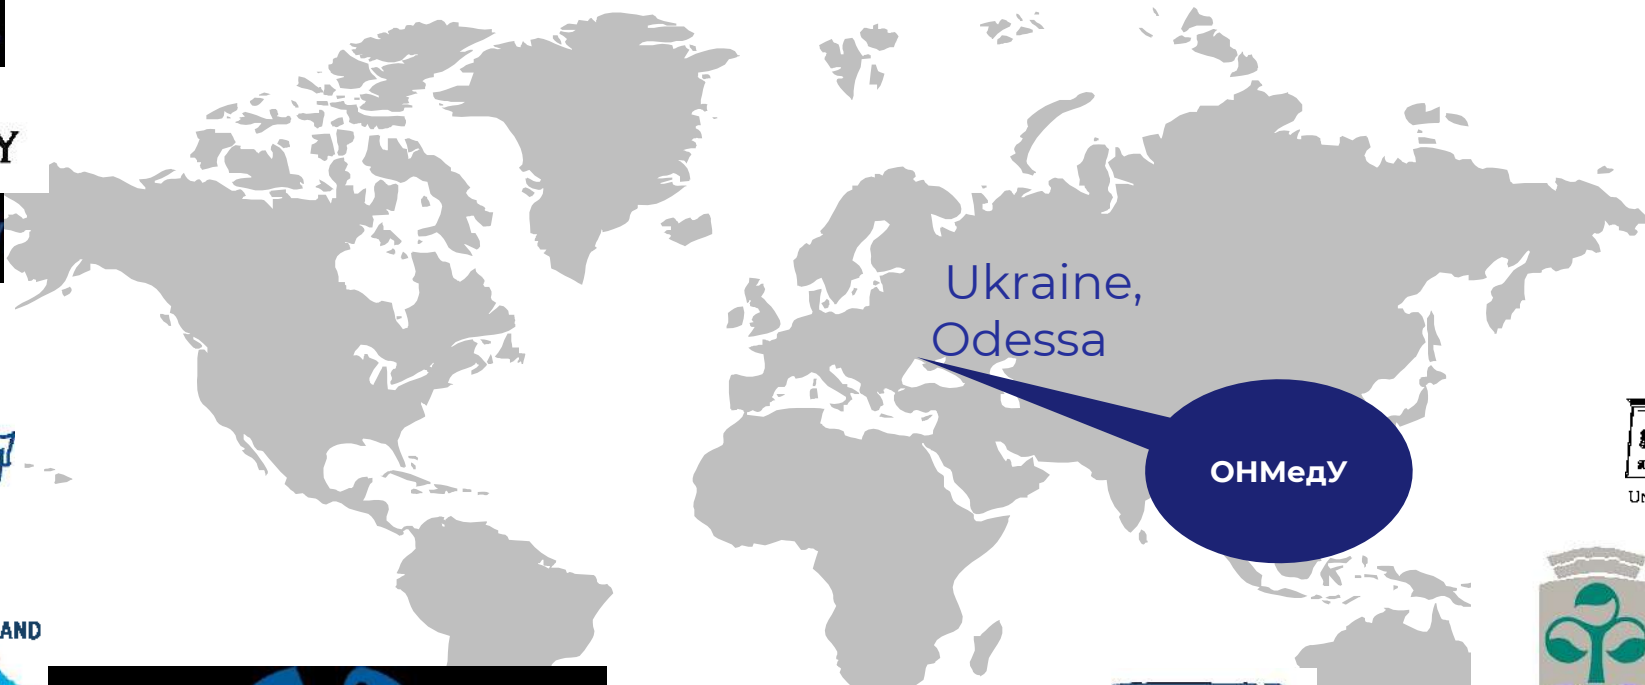 Y
Ukraine,
Odessa
ОНМедУ
AND